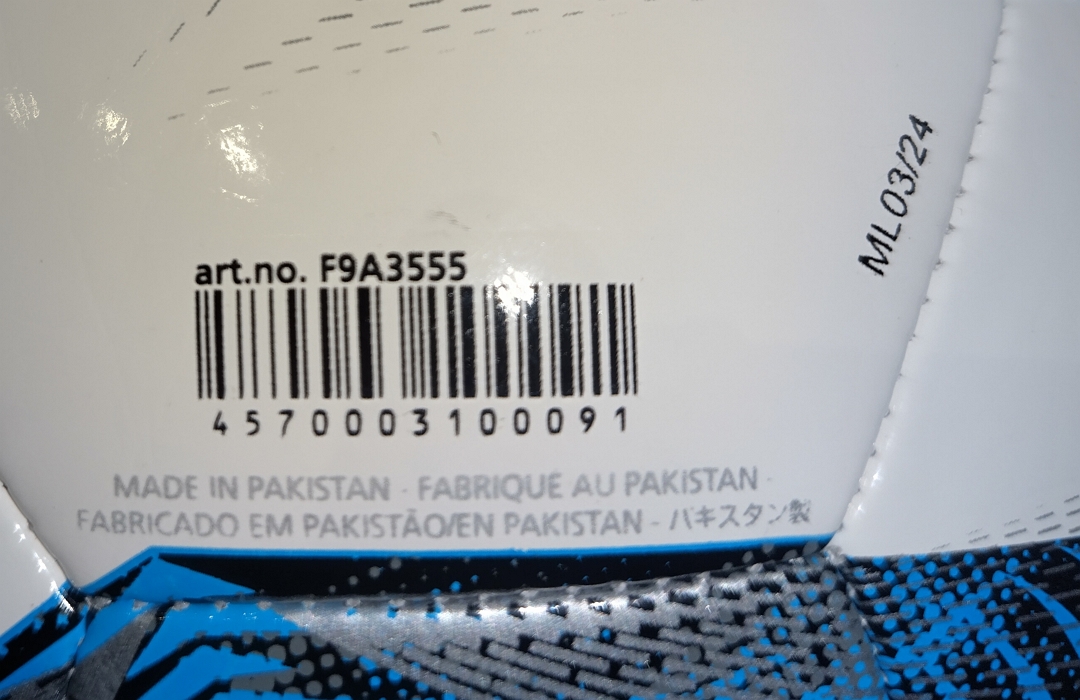 ML03/24
art.no. F9A3555
4570003100091
MADE IN PAKISTAN - FABRIQUÉ AU PAKISTAN -
FABRICADO EM PAKISTÃO/EN PAKISTAN - パキスタン製